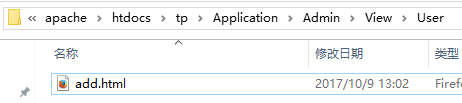 « apache > htdocs > tp > Application > Admin > View > User
名称 修改日期 类型
add.html 2017/10/9 13:02 Firefo